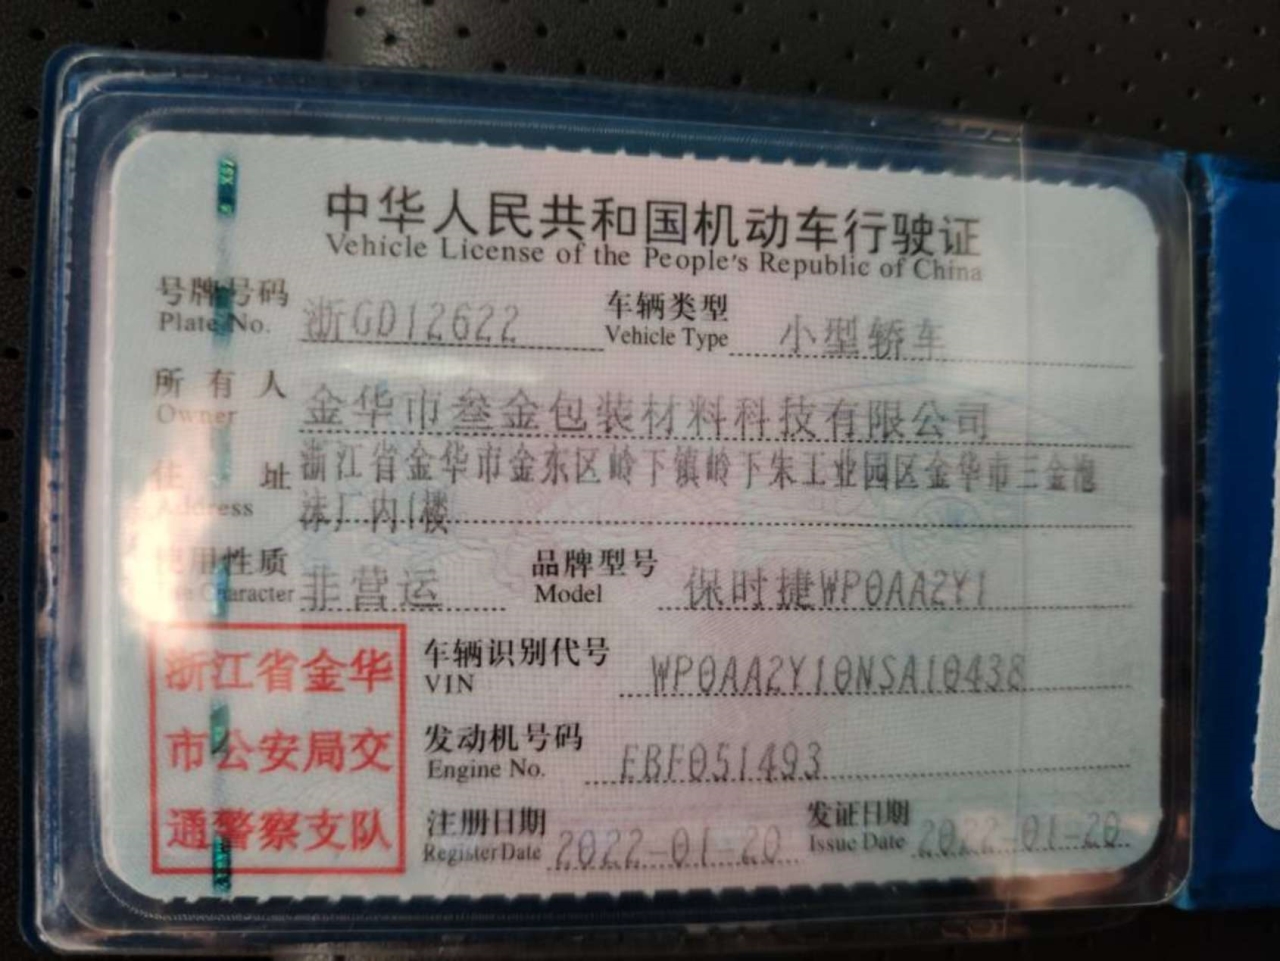 中华人民共和国机动车行驶证
Vehicle License of the People's Republic of China
号牌号码 浙GD12622 车辆类型 小型轿车
Plate No. Vehicle Type
所有人 金华市叁金包装材料科技有限公司
Owner
住址 浙江省金华市金东区岭下镇岭下朱工业园区金华市三金泡
Address 沫厂内1楼
使用性质 非营运 品牌型号 保时捷WP0AA2Y1
Use Character Model
浙江省金华
市公安局交
通警察支队
车辆识别代号 WP0AA2Y10NSA10438
VIN
发动机号码 EBF051493
Engine No.
注册日期 2022-01-20 发证日期 2022-01-20
Register Date Issue Date